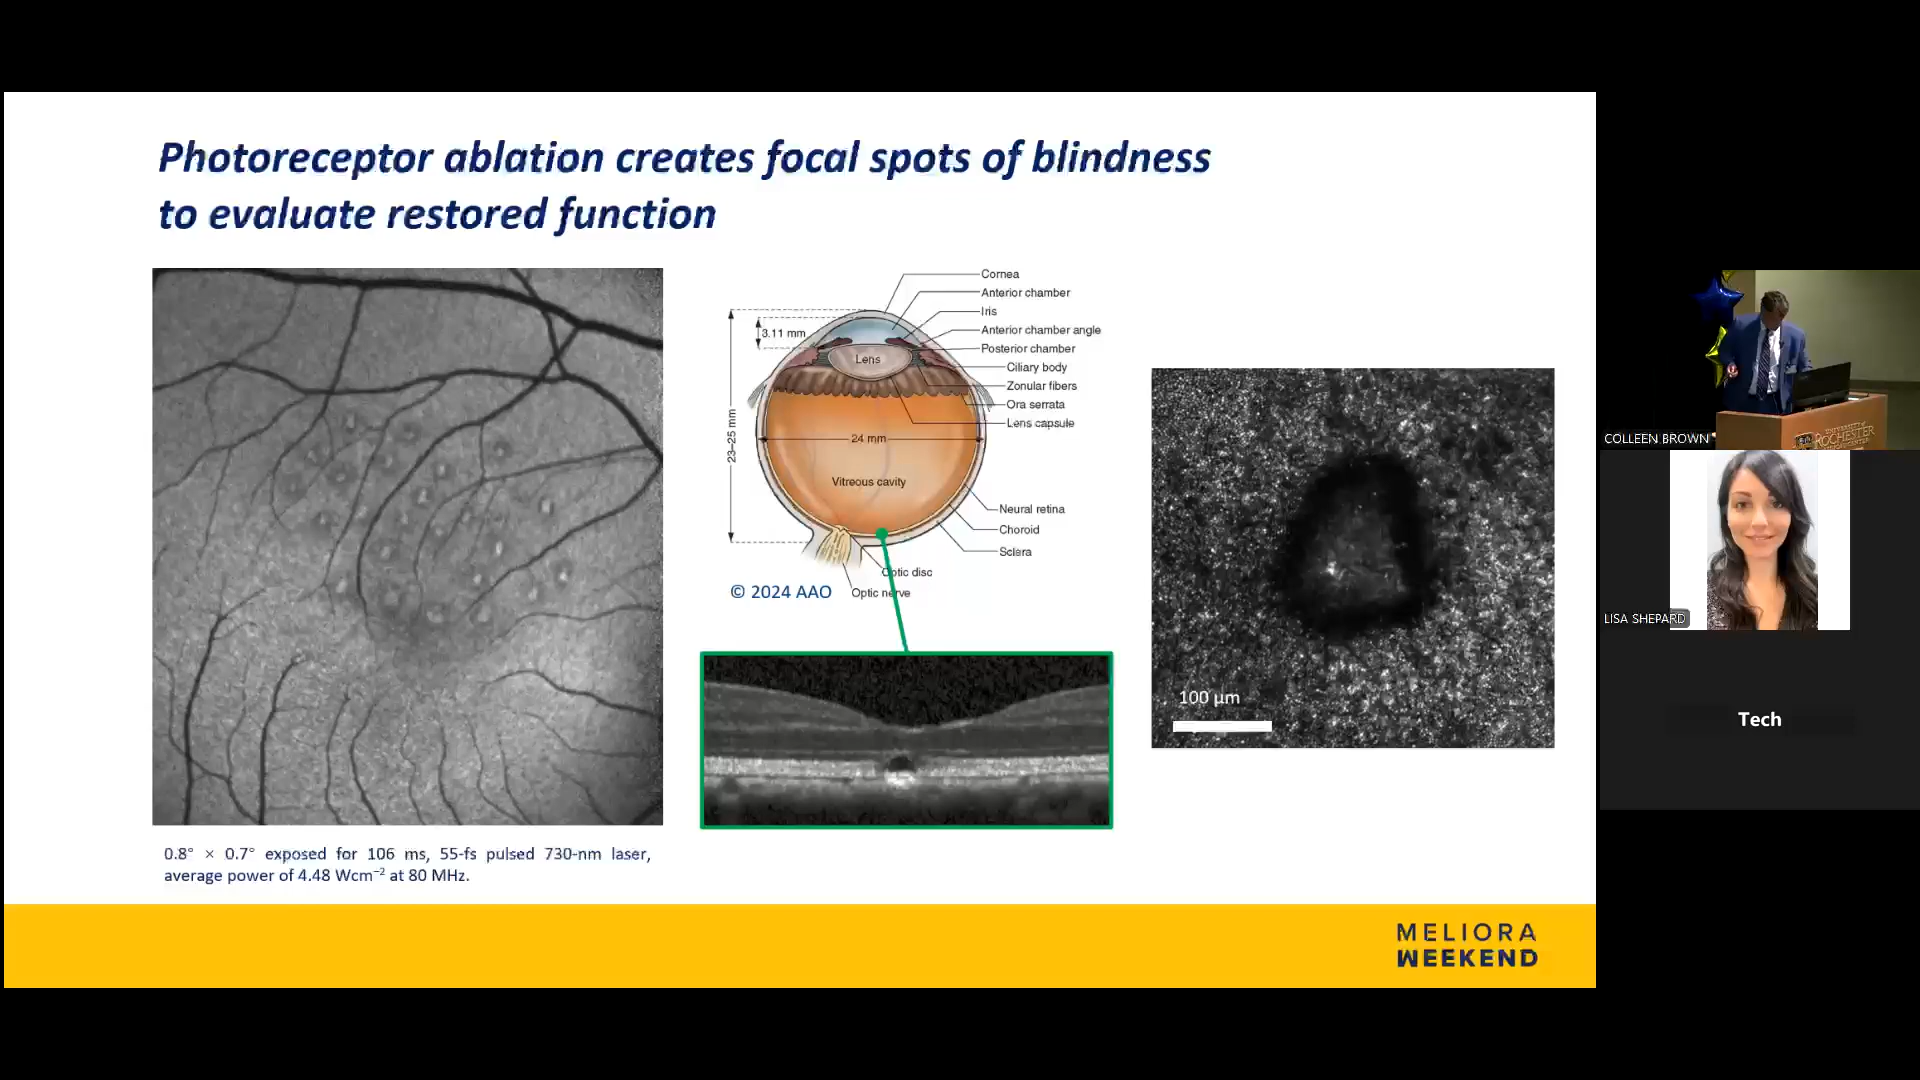 Photoreceptor ablation creates focal spots of blindness
to evaluate restored function
Cornea
Anterior chamber
Iris
Anterior chamber angle
Posterior chamber
Ciliary body
Zonular fibers
Ora serrata
Lens capsule
3.11 mm
Lens
23–25 mm
24 mm
Vitreous cavity
Neural retina
Choroid
Sclera
Optic disc
Optic nerve
© 2024 AAO
100 µm
0.8° × 0.7° exposed for 106 ms, 55-fs pulsed 730-nm laser,
average power of 4.48 Wcm⁻² at 80 MHz.
MELIORA
WEEKEND
COLLEEN BROWN
UNIVERSITY of
ROCHESTER
LISA SHEPARD
Tech